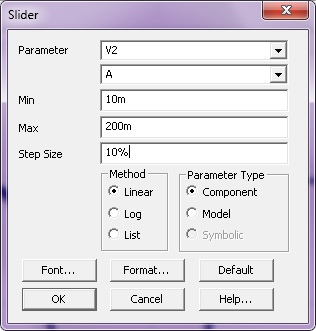 Slider
Parameter V2
A
Min 10m
Max 200m
Step Size 10%
Method Parameter Type
Linear Component
Log Model
List Symbolic
Font... Format... Default
OK Cancel Help...